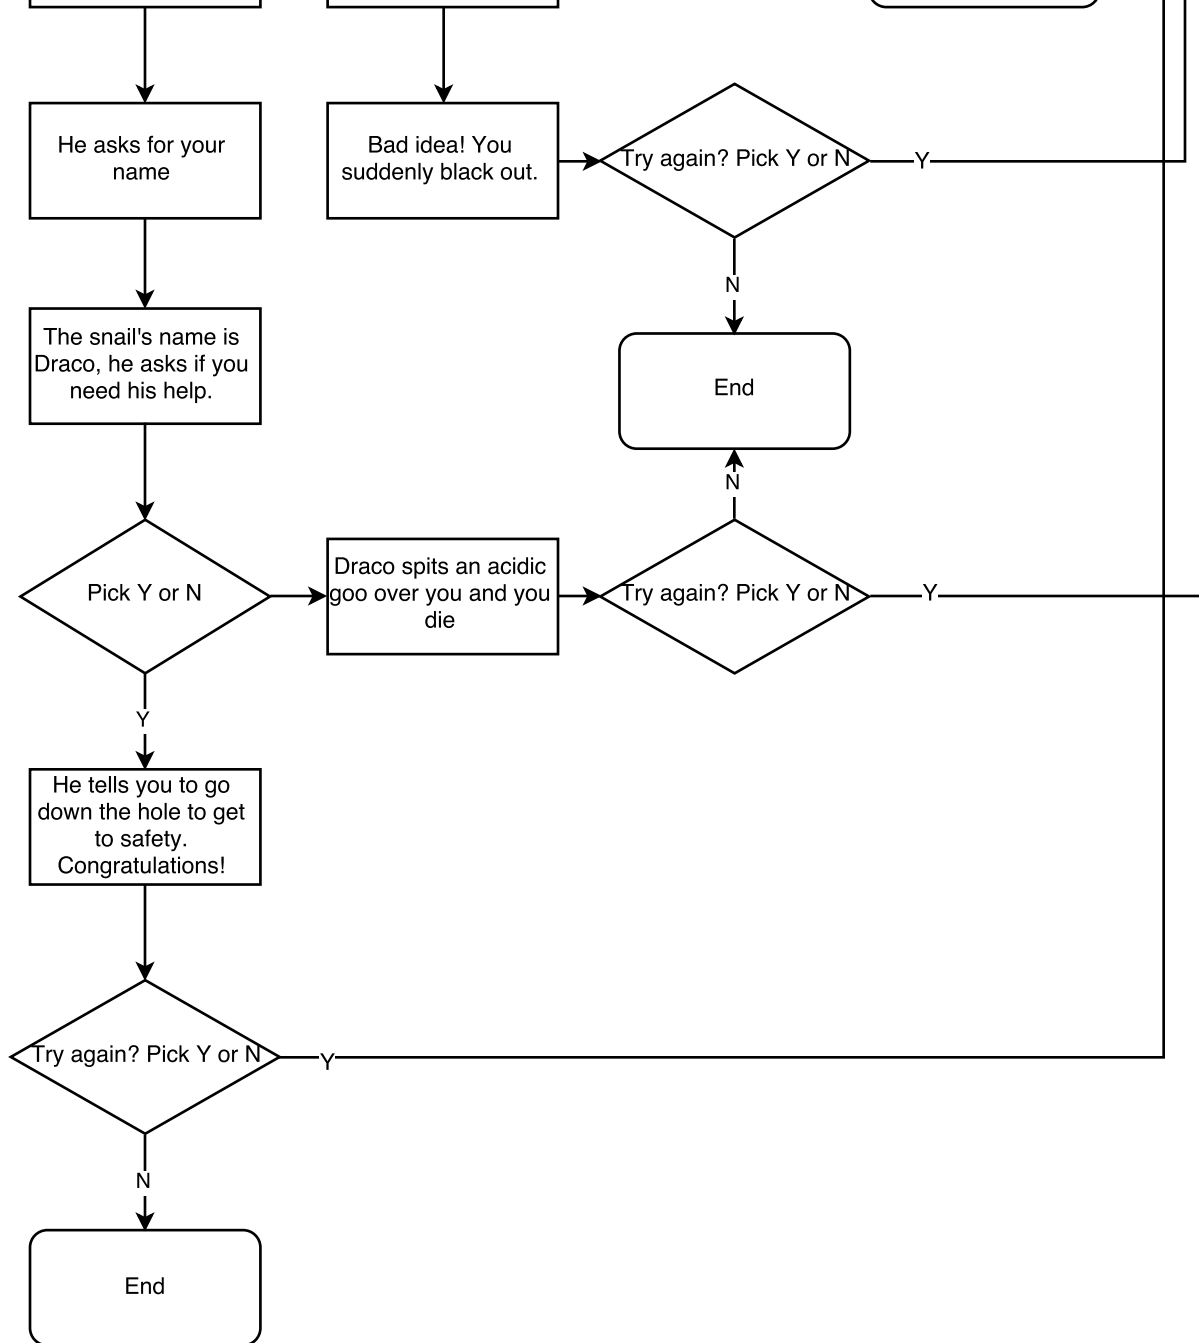 He asks for your
name
Bad idea! You
suddenly black out.
Try again? Pick Y or N
Y
N
The snail's name is
Draco, he asks if you
need his help.
End
N
Pick Y or N
Draco spits an acidic
goo over you and you
die
Try again? Pick Y or N
Y
Y
He tells you to go
down the hole to get
to safety.
Congratulations!
Try again? Pick Y or N
Y
N
End